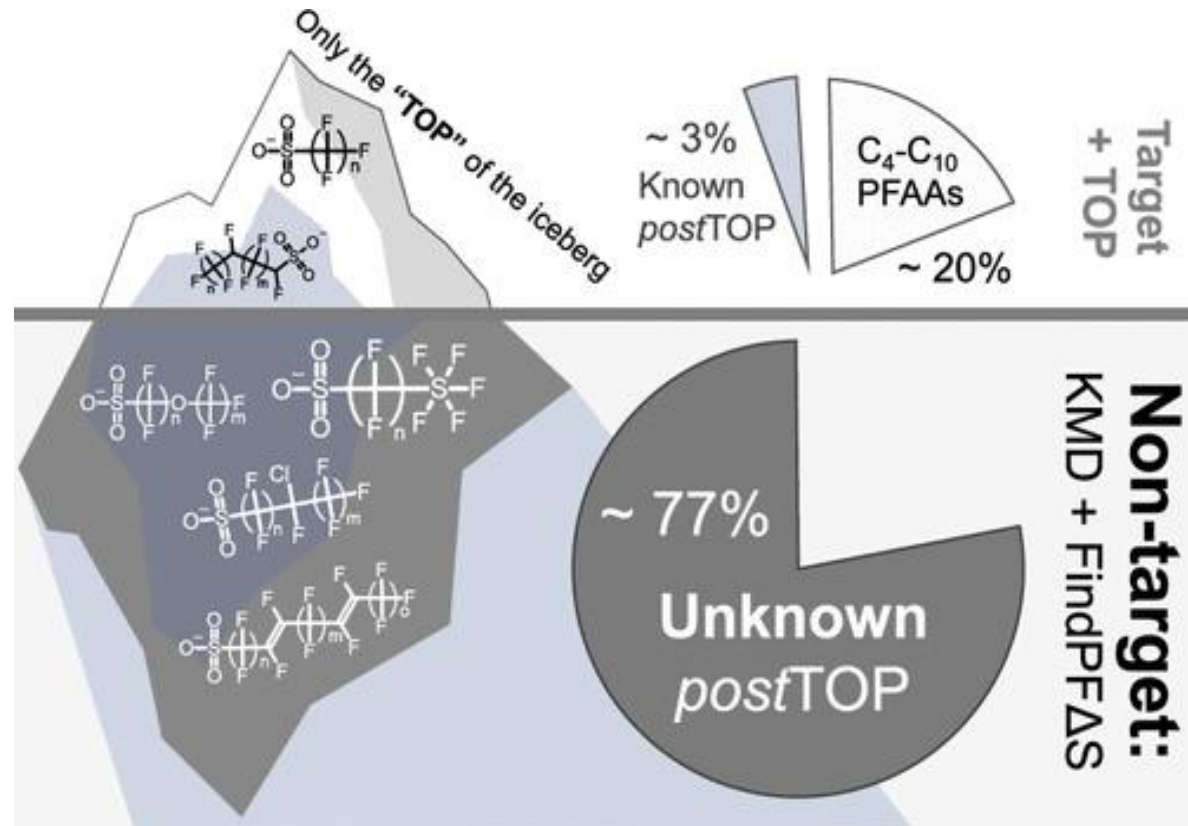 Only the “TOP” of the iceberg
~ 3%
Known
postTOP
C₄-C₁₀
PFAAs
~ 20%
Target
+ TOP
O
O
⁻
O
S
F
F
F
n
F
F
F
F
F
F
F
F
n
m
S
O
O
O
⁻
O
O
⁻
O
S
F
F
n
O
F
F
F
m
O
O
⁻
O
S
F
F
n
S
F
F
F
F
F
O
O
⁻
O
S
F
F
n
Cl
F
F
F
F
m
O
O
⁻
O
S
F
F
n
F
F
F
F
m
F
F
F
F
F
o
~ 77%
Unknown
postTOP
Non-target:
KMD + FindPFΔS